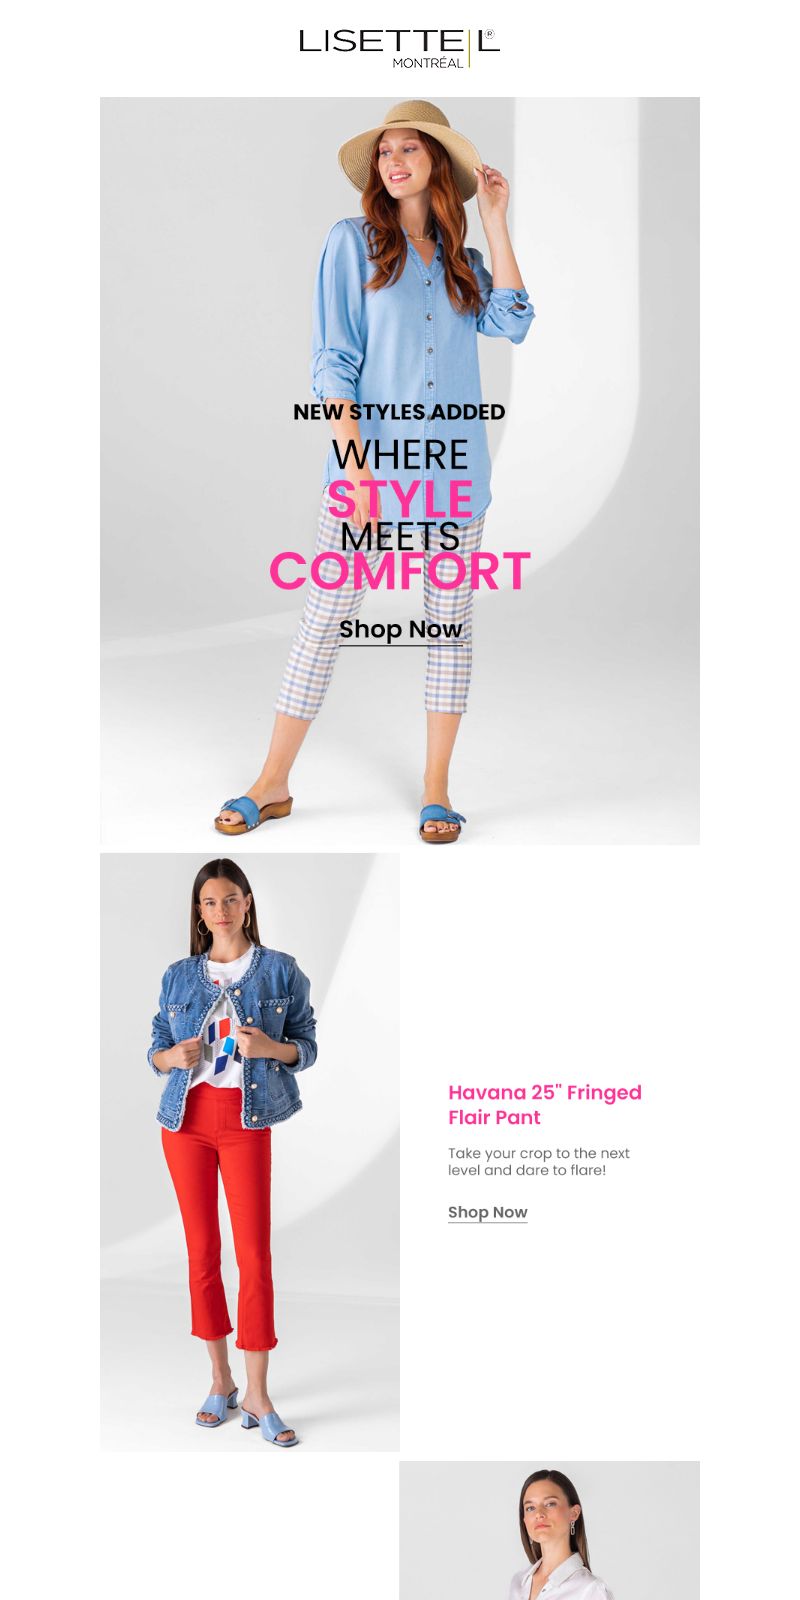 LISETTE L®
MONTRÉAL
NEW STYLES ADDED
WHERE
STYLE
MEETS
COMFORT
Shop Now
Havana 25" Fringed
Flair Pant
Take your crop to the next
level and dare to flare!
Shop Now